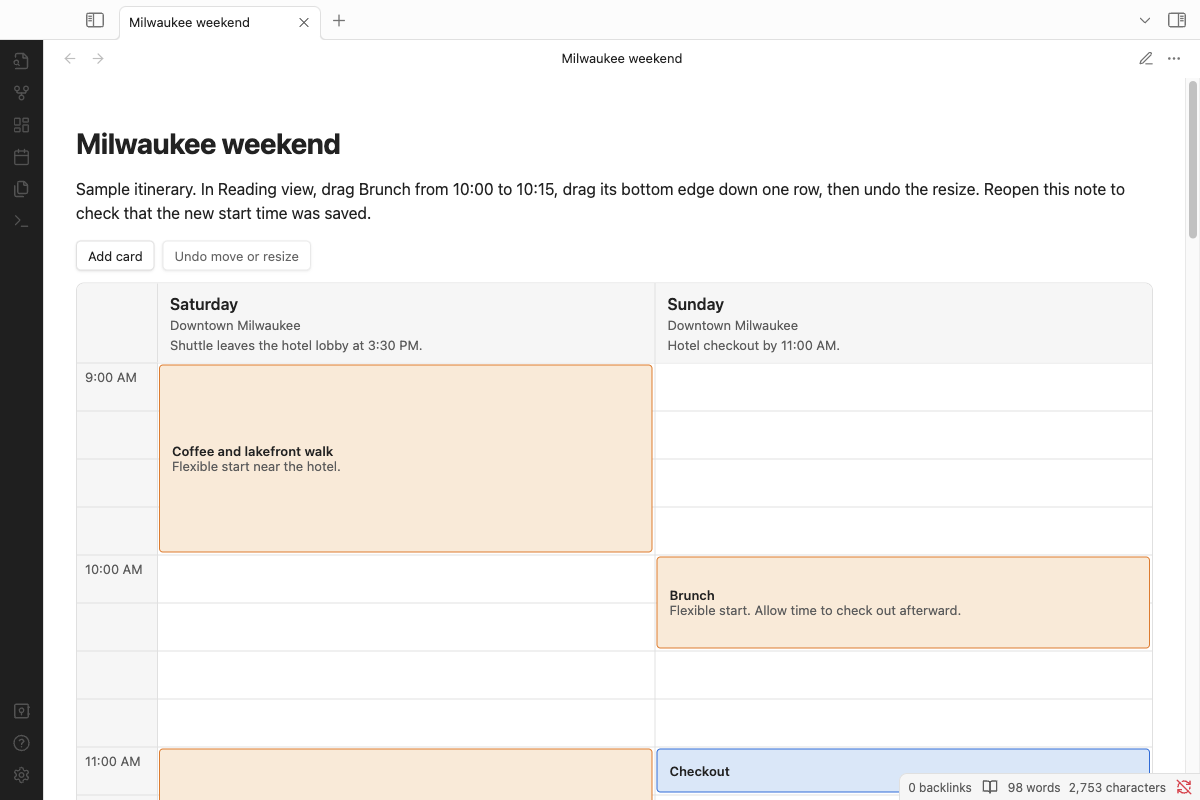 Milwaukee weekend
Milwaukee weekend
Milwaukee weekend
Sample itinerary. In Reading view, drag Brunch from 10:00 to 10:15, drag its bottom edge down one row, then undo the resize. Reopen this note to
check that the new start time was saved.
Add card
Undo move or resize
Saturday
Downtown Milwaukee
Shuttle leaves the hotel lobby at 3:30 PM.
Sunday
Downtown Milwaukee
Hotel checkout by 11:00 AM.
9:00 AM
Coffee and lakefront walk
Flexible start near the hotel.
10:00 AM
Brunch
Flexible start. Allow time to check out afterward.
11:00 AM
Checkout
0 backlinks
98 words
2,753 characters